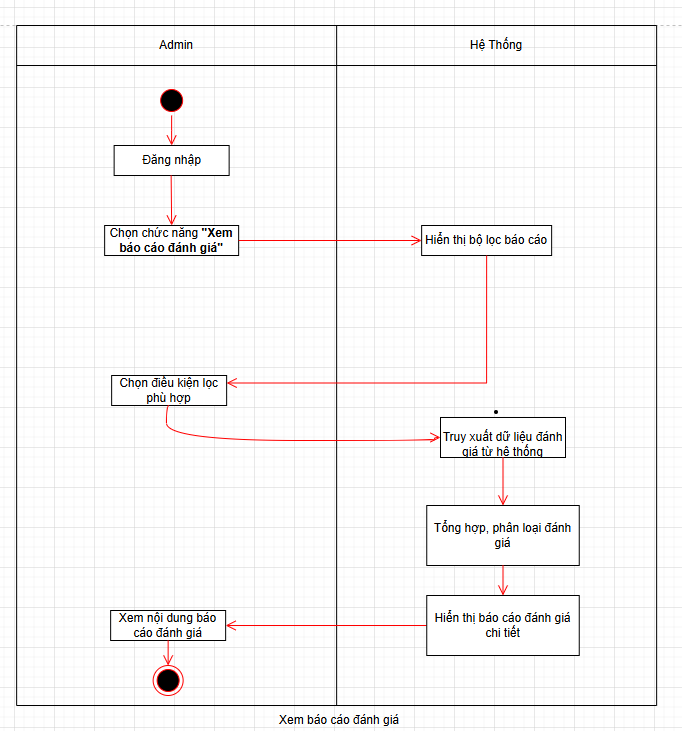 Admin
Hệ Thống
Đăng nhập
Chọn chức năng "Xem
báo cáo đánh giá"
Hiển thị bộ lọc báo cáo
Chọn điều kiện lọc
phù hợp
Truy xuất dữ liệu đánh
giá từ hệ thống
Tổng hợp, phân loại đánh
giá
Hiển thị báo cáo đánh giá
chi tiết
Xem nội dung báo
cáo đánh giá
Xem báo cáo đánh giá